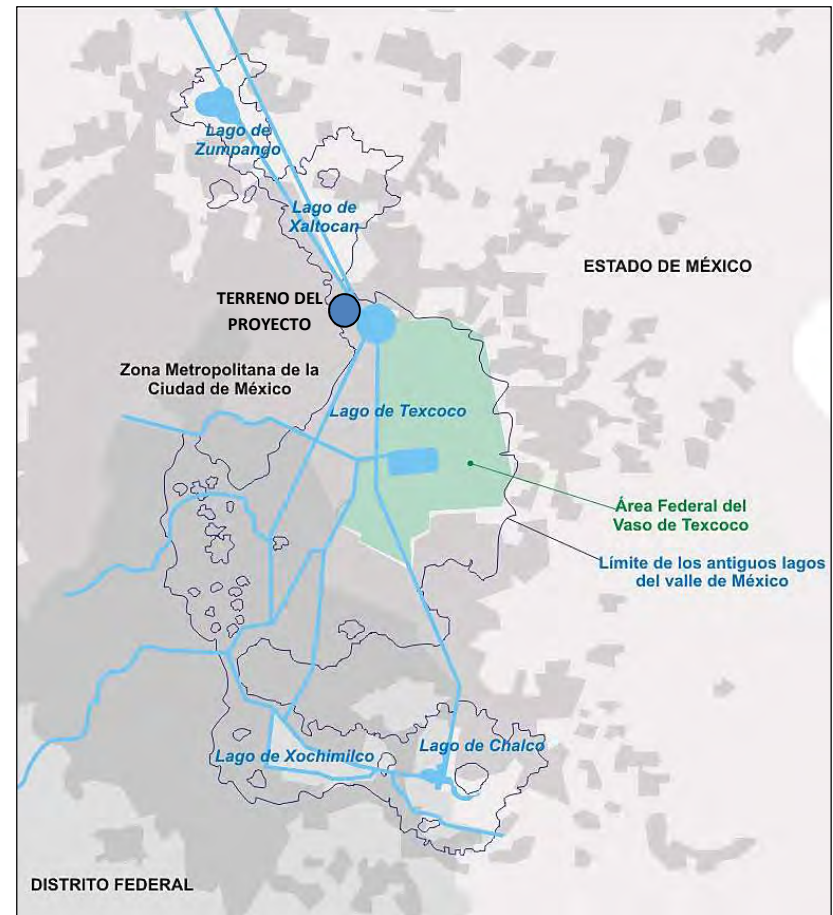 Lago de
Zumpango
Lago de
Xaltocan
ESTADO DE MÉXICO
TERRENO DEL
PROYECTO
Zona Metropolitana de la
Ciudad de México
Lago de Texcoco
Área Federal del
Vaso de Texcoco
Límite de los antiguos lagos
del valle de México
Lago de Xochimilco
Lago de Chalco
DISTRITO FEDERAL